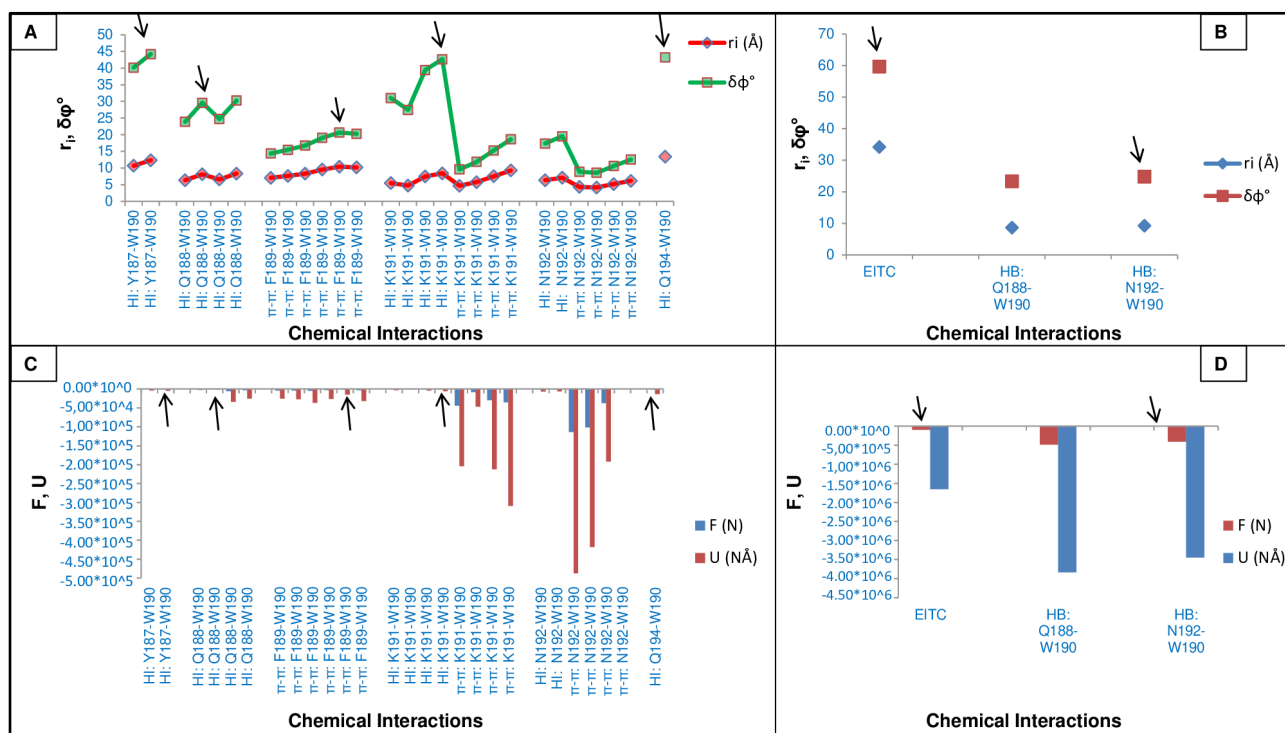 A
50
45
40
35
30
25
20
15
10
5
0
rᵢ, δφ°
ri (Å)
δφ°
HI: Y187-W190
HI: Y187-W190
HI: Q188-W190
HI: Q188-W190
HI: Q188-W190
HI: Q188-W190
π-π: F189-W190
π-π: F189-W190
π-π: F189-W190
π-π: F189-W190
π-π: F189-W190
π-π: F189-W190
HI: K191-W190
HI: K191-W190
HI: K191-W190
HI: K191-W190
π-π: K191-W190
π-π: K191-W190
π-π: K191-W190
π-π: K191-W190
HI: N192-W190
HI: N192-W190
π-π: N192-W190
π-π: N192-W190
π-π: N192-W190
π-π: N192-W190
HI: Q194-W190
Chemical Interactions
B
70
60
50
40
30
20
10
0
rᵢ, δφ°
ri (Å)
δφ°
EITC
HB:
Q188-
W190
HB:
N192-
W190
Chemical Interactions
C
0.00*10^0
-5.00*10^4
-1.00*10^5
-1.50*10^5
-2.00*10^5
-2.50*10^5
-3.00*10^5
-3.50*10^5
-4.00*10^5
-4.50*10^5
-5.00*10^5
F, U
F (N)
U (NÅ)
HI: Y187-W190
HI: Y187-W190
HI: Q188-W190
HI: Q188-W190
HI: Q188-W190
HI: Q188-W190
π-π: F189-W190
π-π: F189-W190
π-π: F189-W190
π-π: F189-W190
π-π: F189-W190
π-π: F189-W190
HI: K191-W190
HI: K191-W190
HI: K191-W190
HI: K191-W190
π-π: K191-W190
π-π: K191-W190
π-π: K191-W190
π-π: K191-W190
HI: N192-W190
HI: N192-W190
π-π: N192-W190
π-π: N192-W190
π-π: N192-W190
π-π: N192-W190
HI: Q194-W190
Chemical Interactions
D
0.00*10^0
-5.00*10^5
-1.00*10^6
-1.50*10^6
-2.00*10^6
-2.50*10^6
-3.00*10^6
-3.50*10^6
-4.00*10^6
-4.50*10^6
F, U
F (N)
U (NÅ)
EITC
HB:
Q188-
W190
HB:
N192-
W190
Chemical Interactions